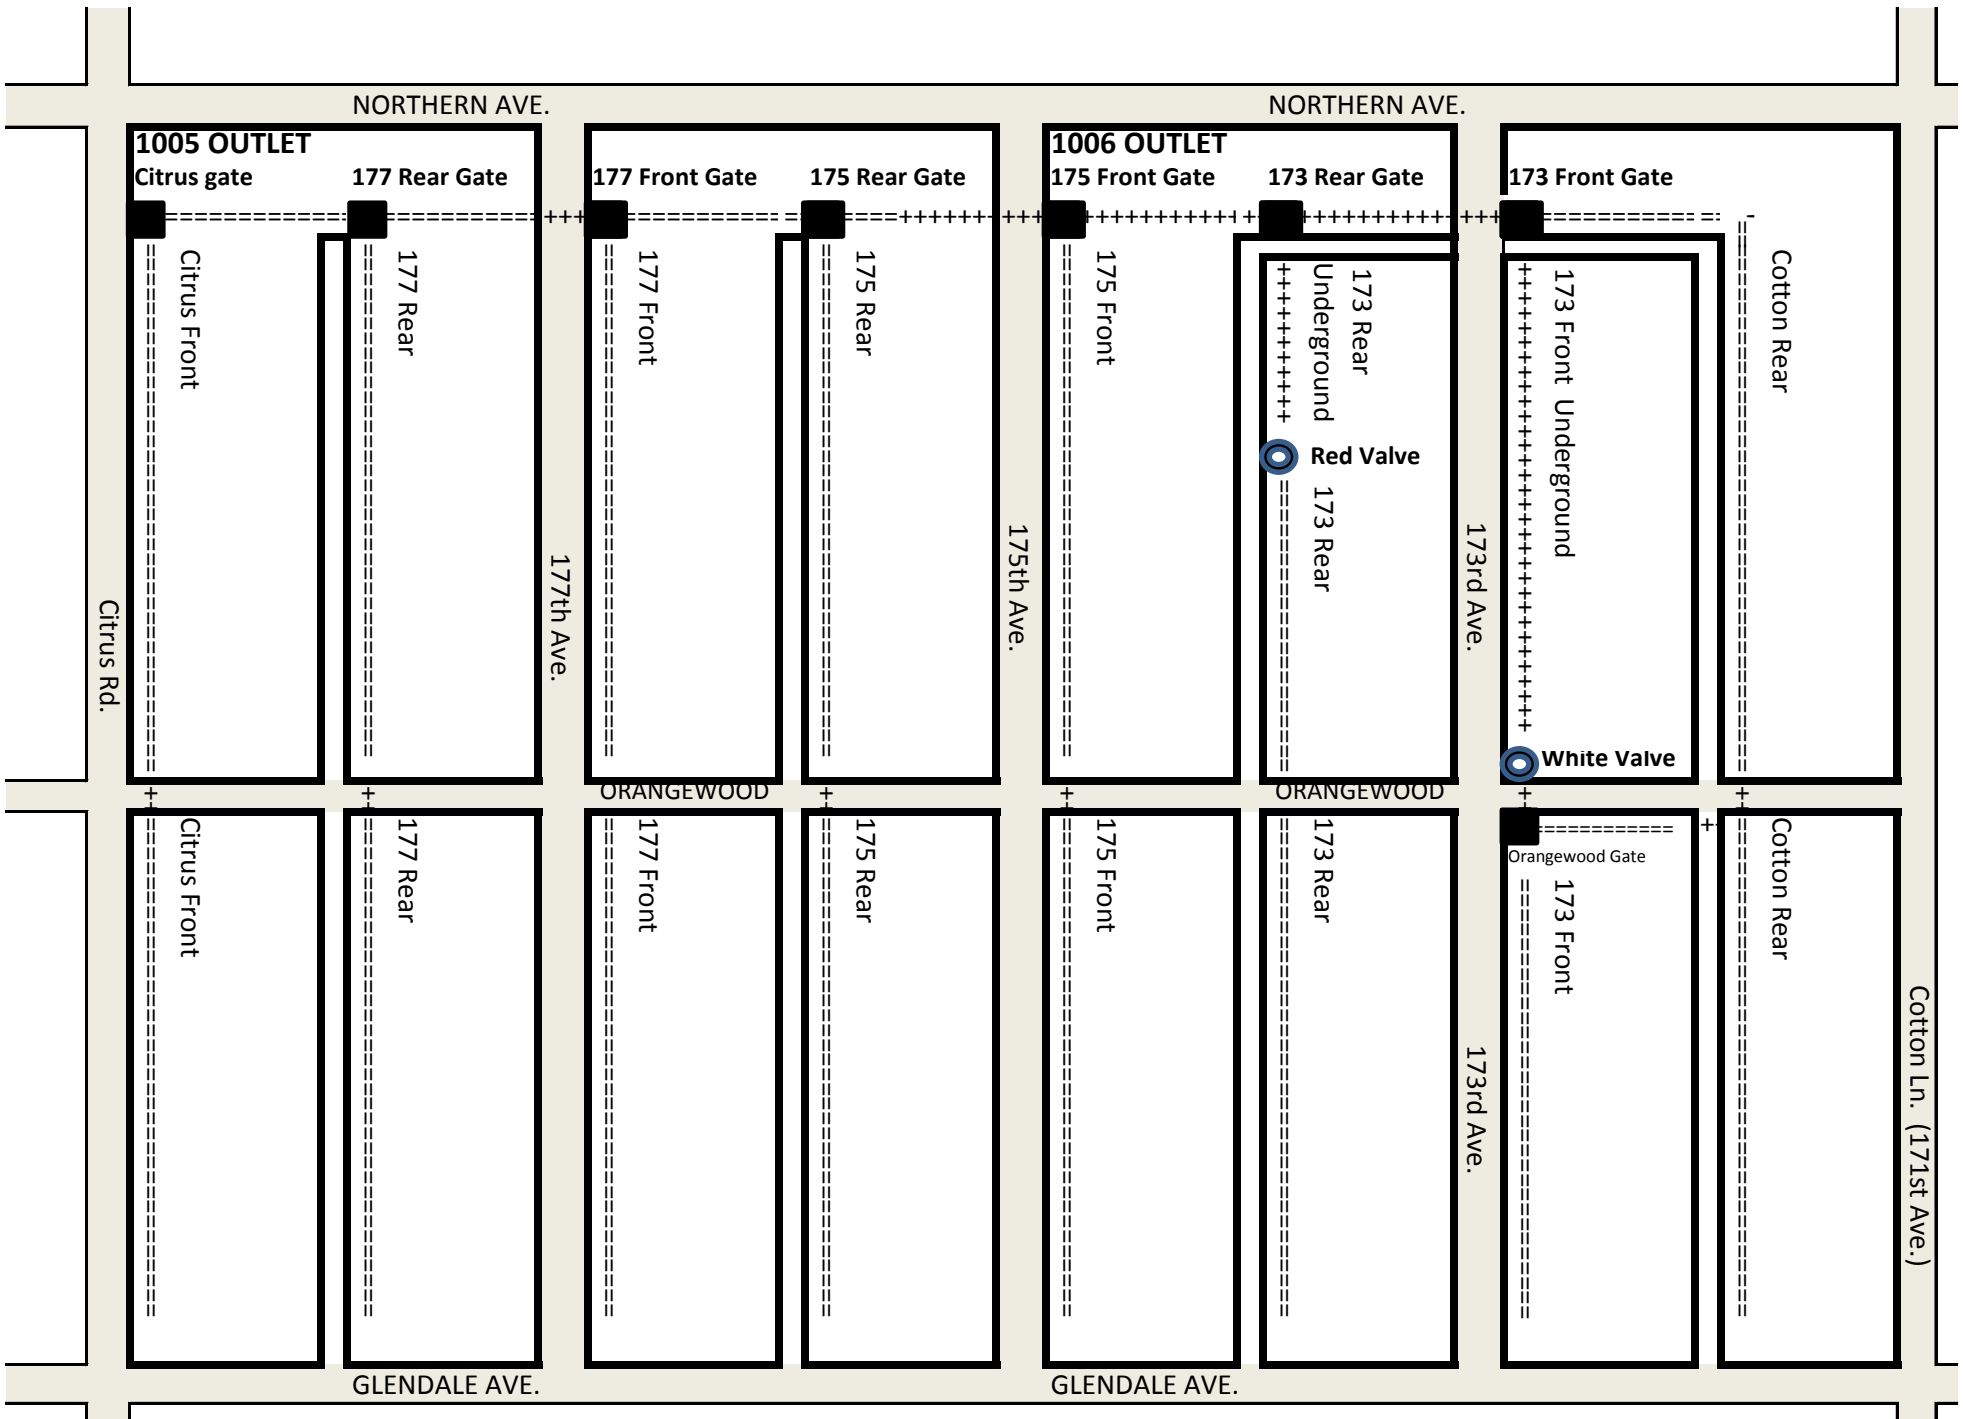 NORTHERN AVE.
NORTHERN AVE.
1005 OUTLET
1006 OUTLET
Citrus gate
177 Rear Gate
177 Front Gate
175 Rear Gate
175 Front Gate
173 Rear Gate
173 Front Gate
Citrus Front
177 Rear
177 Front
175 Rear
175 Front
173 Rear
Underground
173 Front Underground
Cotton Rear
Red Valve
173 Rear
Citrus Rd.
177th Ave.
175th Ave.
173rd Ave.
White Valve
ORANGEWOOD
ORANGEWOOD
Citrus Front
177 Rear
177 Front
175 Rear
175 Front
173 Rear
Orangewood Gate
173 Front
Cotton Rear
173rd Ave.
Cotton Ln. (171st Ave.)
GLENDALE AVE.
GLENDALE AVE.